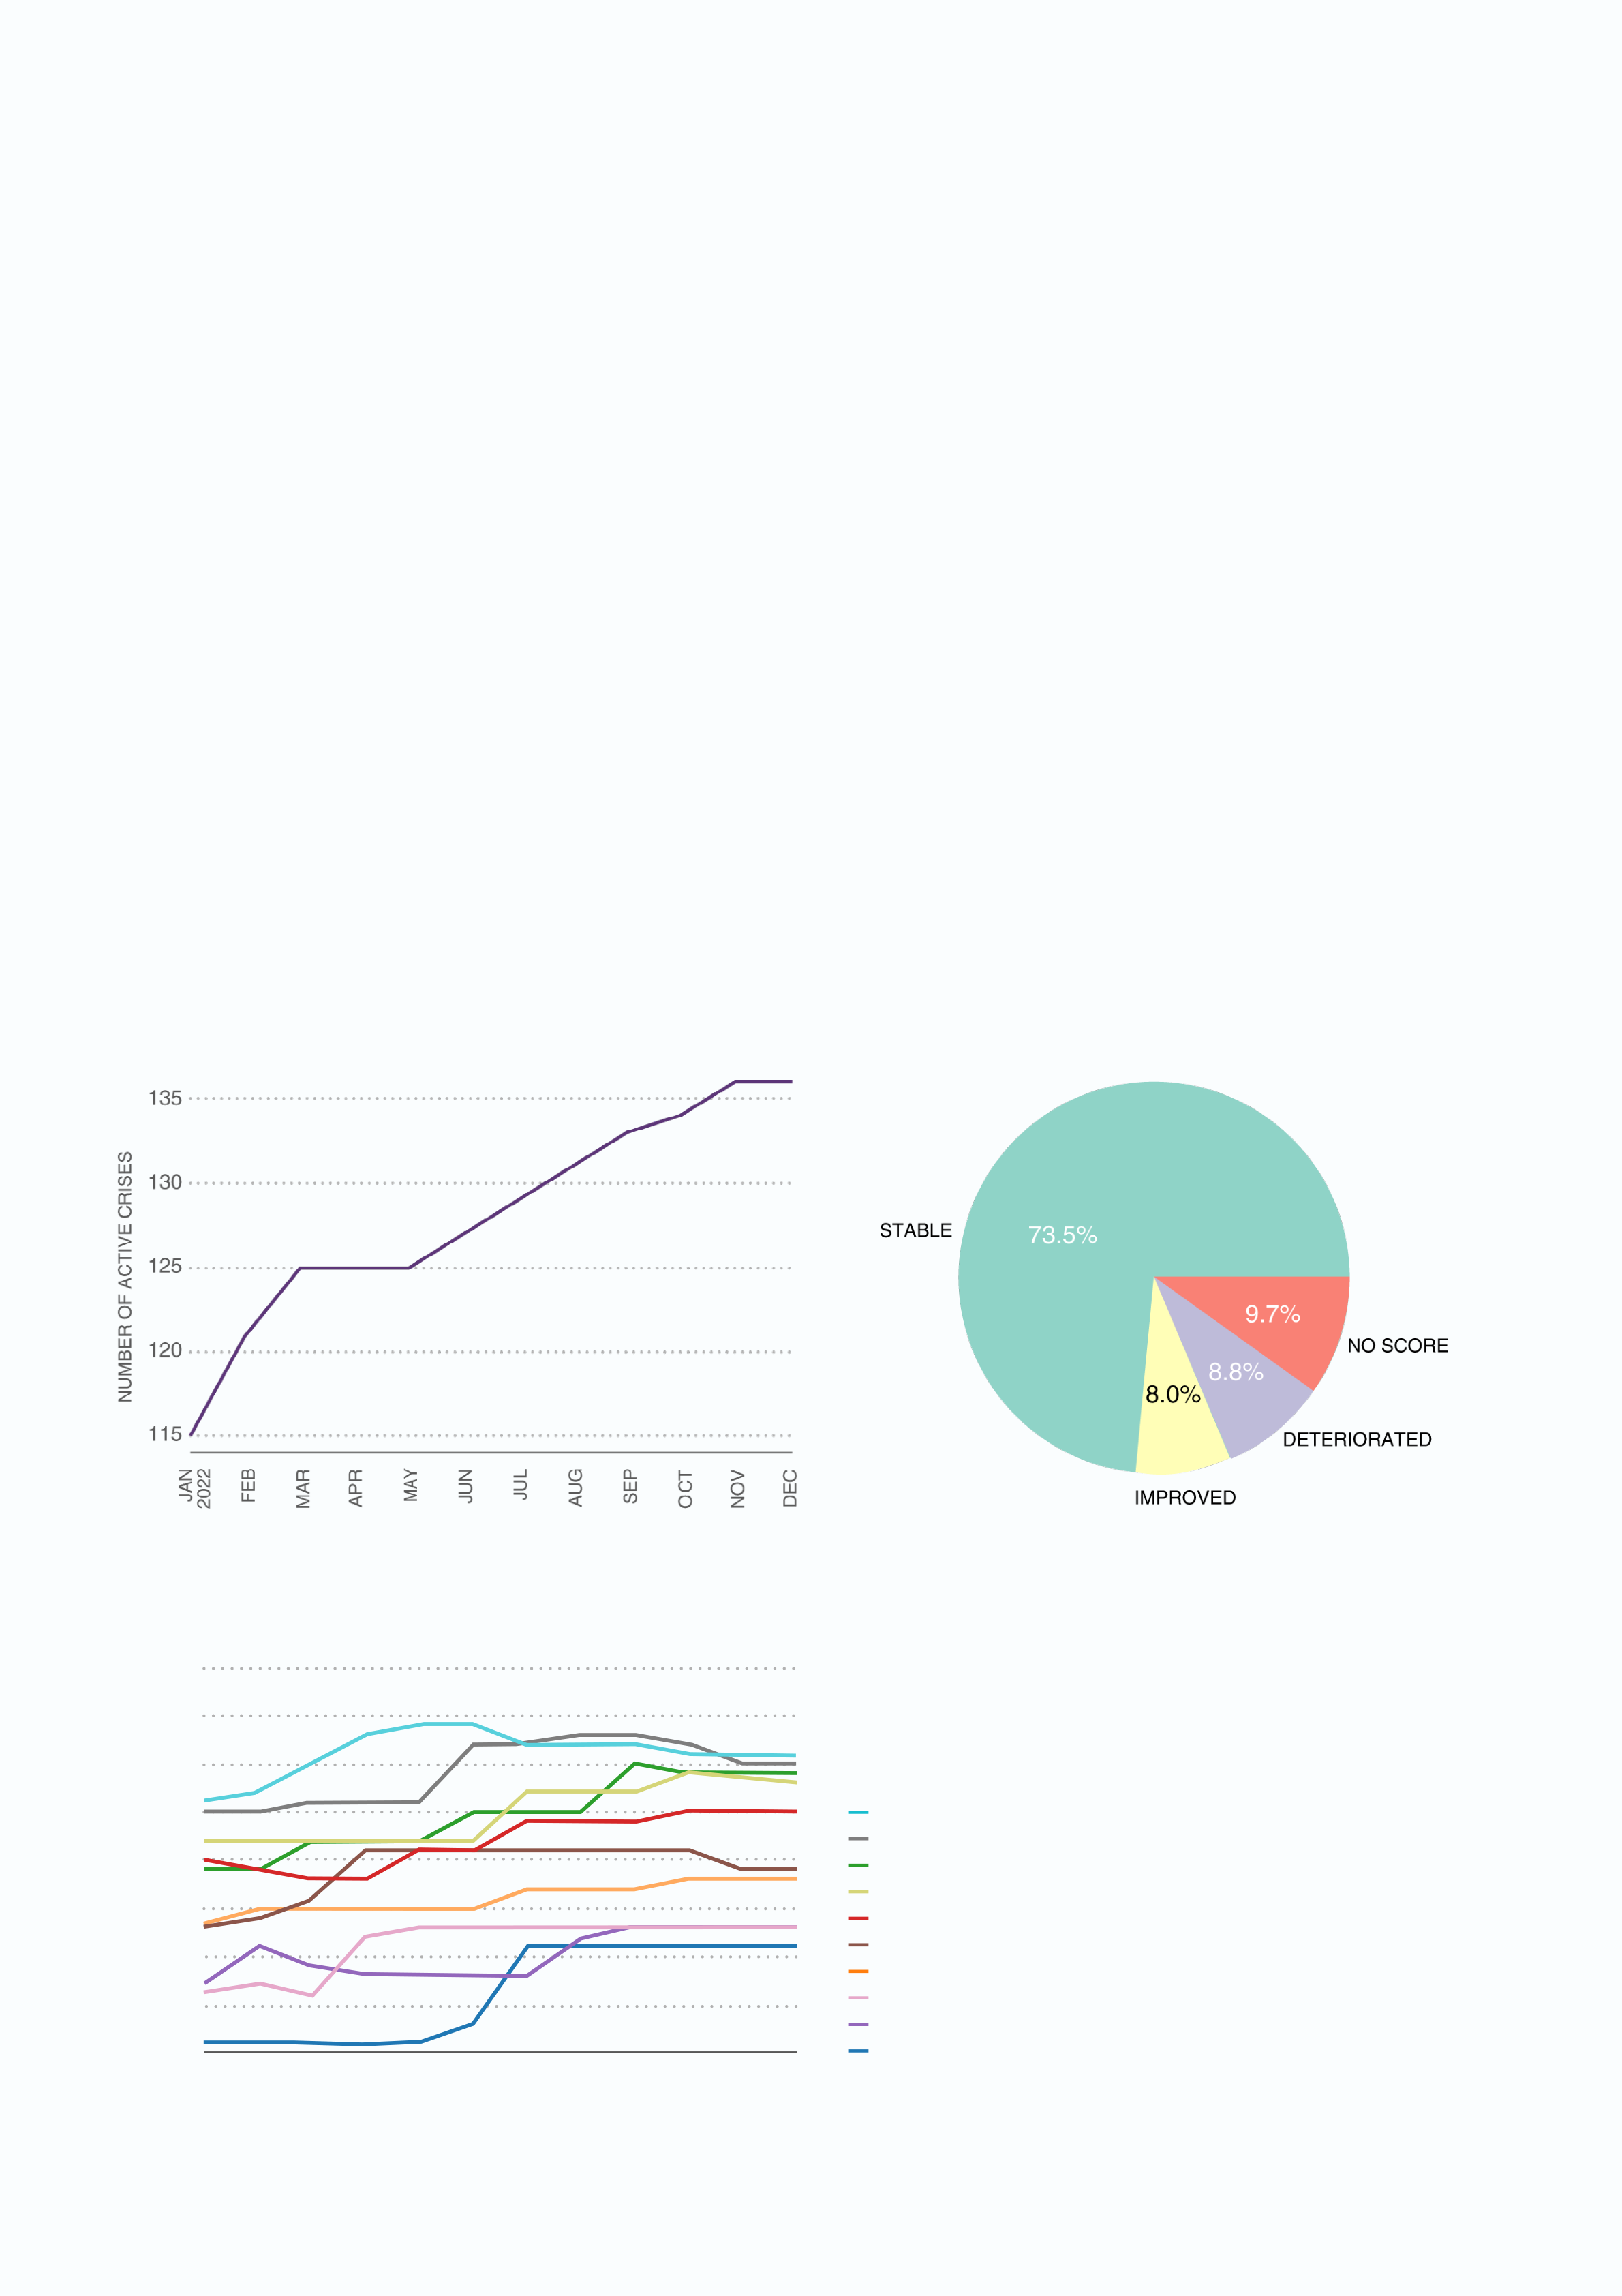 NUMBER OF ACTIVE CRISES
135
130
125
120
115
JAN
2022
FEB
MAR
APR
MAY
JUN
JUL
AUG
SEP
OCT
NOV
DEC
STABLE
73.5%
9.7%
NO SCORE
8.8%
8.0%
DETERIORATED
IMPROVED